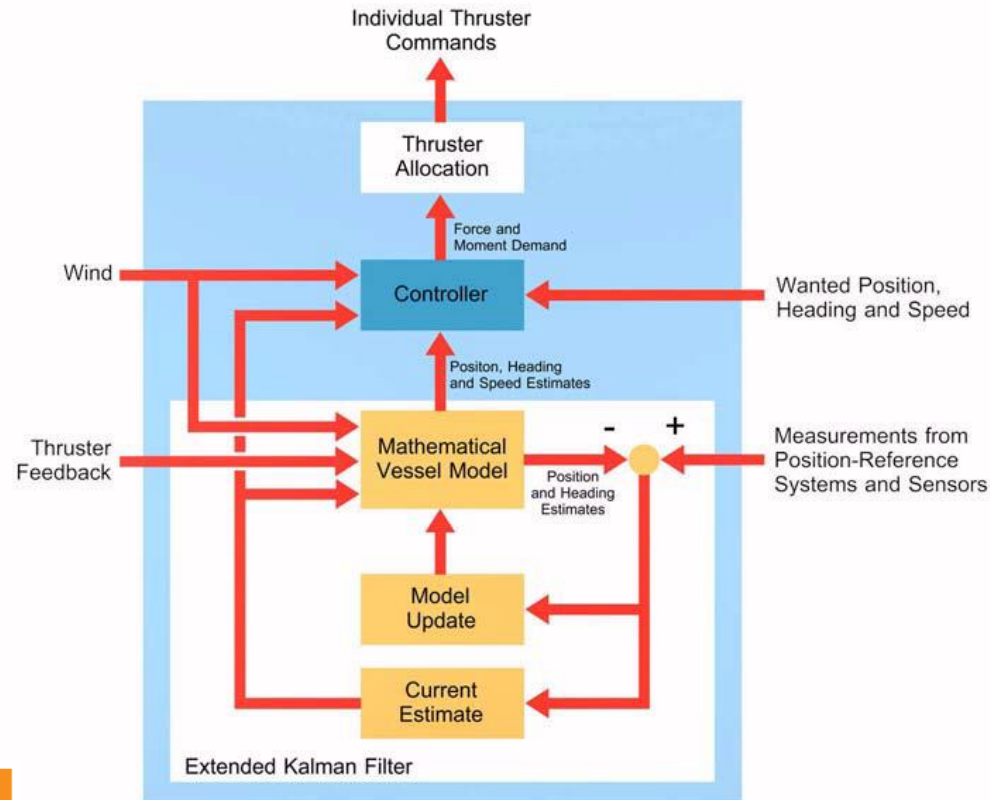 Individual Thruster
Commands
Thruster
Allocation
Force and
Moment Demand
Wind
Controller
Wanted Position,
Heading and Speed
Positon, Heading
and Speed Estimates
Thruster
Feedback
Mathematical
Vessel Model
-
+
Position
and Heading
Estimates
Measurements from
Position-Reference
Systems and Sensors
Model
Update
Current
Estimate
Extended Kalman Filter